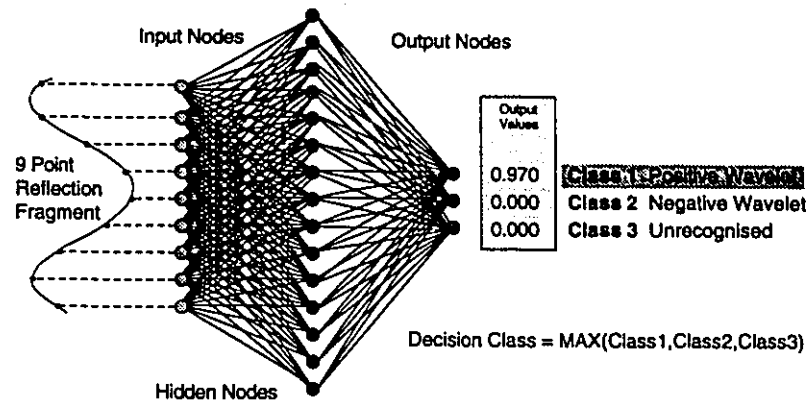 Input Nodes
Output Nodes
Output
Values
9 Point
Reflection
Fragment
0.970 Class 1 Positive Wavelet
0.000 Class 2 Negative Wavelet
0.000 Class 3 Unrecognised
Decision Class = MAX(Class1,Class2,Class3)
Hidden Nodes